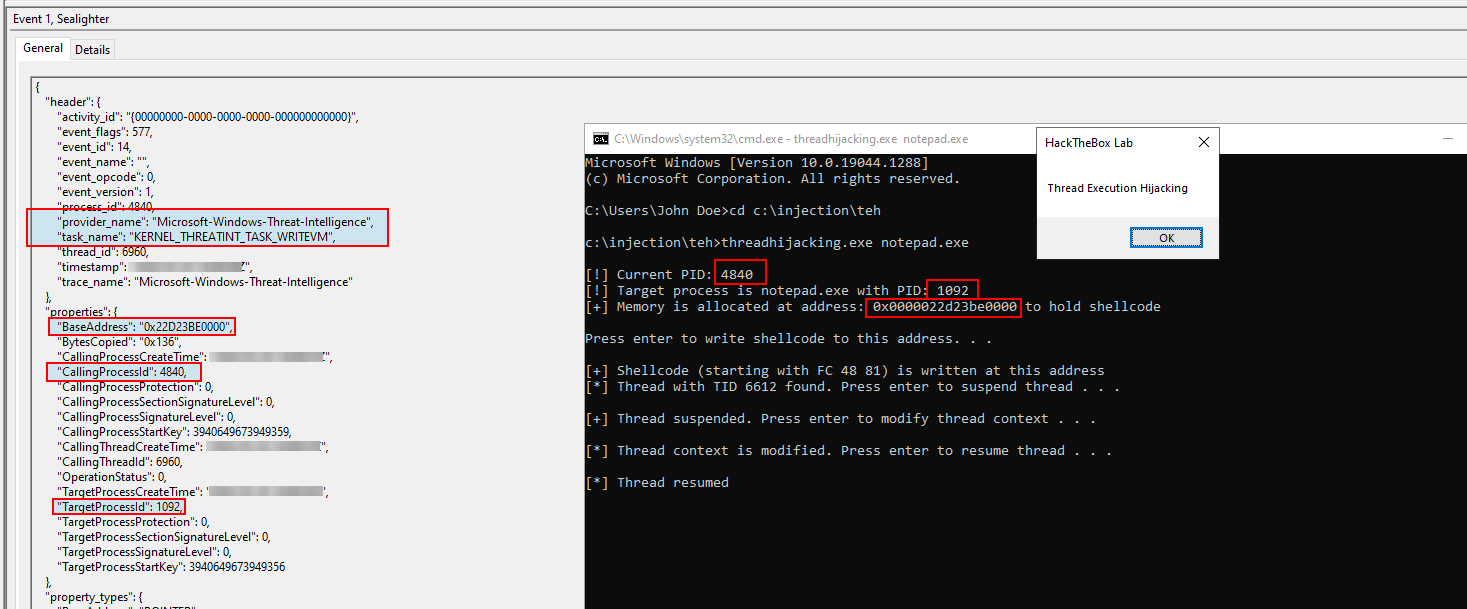 Event 1, Sealighter
General Details
{
"header": {
"activity_id": "{00000000-0000-0000-0000-000000000000}",
"event_flags": 577,
"event_id": 14,
"event_name": "",
"event_opcode": 0,
"event_version": 1,
"process_id": 4840,
"provider_name": "Microsoft-Windows-Threat-Intelligence",
"task_name": "KERNEL_THREATINT_TASK_WRITEVM",
"thread_id": 6960,
"timestamp": Z",
"trace_name": "Microsoft-Windows-Threat-Intelligence"
},
"properties": {
"BaseAddress": "0x22D23BE0000",
"BytesCopied": "0x136",
"CallingProcessCreateTime": ",
"CallingProcessId": 4840,
"CallingProcessProtection": 0,
"CallingProcessSectionSignatureLevel": 0,
"CallingProcessSignatureLevel": 0,
"CallingProcessStartKey": 3940649673949359,
"CallingThreadCreateTime": ",
"CallingThreadId": 6960,
"OperationStatus": 0,
"TargetProcessCreateTime": ",
"TargetProcessId": 1092,
"TargetProcessProtection": 0,
"TargetProcessSectionSignatureLevel": 0,
"TargetProcessSignatureLevel": 0,
"TargetProcessStartKey": 3940649673949356
},
"property_types": {
C:\Windows\system32\cmd.exe - threadhijacking.exe notepad.exe
Microsoft Windows [Version 10.0.19044.1288]
(c) Microsoft Corporation. All rights reserved.
C:\Users\John Doe>cd c:\injection\teh
c:\injection\teh>threadhijacking.exe notepad.exe
[!] Current PID: 4840
[!] Target process is notepad.exe with PID: 1092
[+] Memory is allocated at address: 0x0000022d23be0000 to hold shellcode
Press enter to write shellcode to this address. . .
[+] Shellcode (starting with FC 48 81) is written at this address
[*] Thread with TID 6612 found. Press enter to suspend thread . . .
[+] Thread suspended. Press enter to modify thread context . . .
[*] Thread context is modified. Press enter to resume thread . . .
[*] Thread resumed
HackTheBox Lab
Thread Execution Hijacking
OK